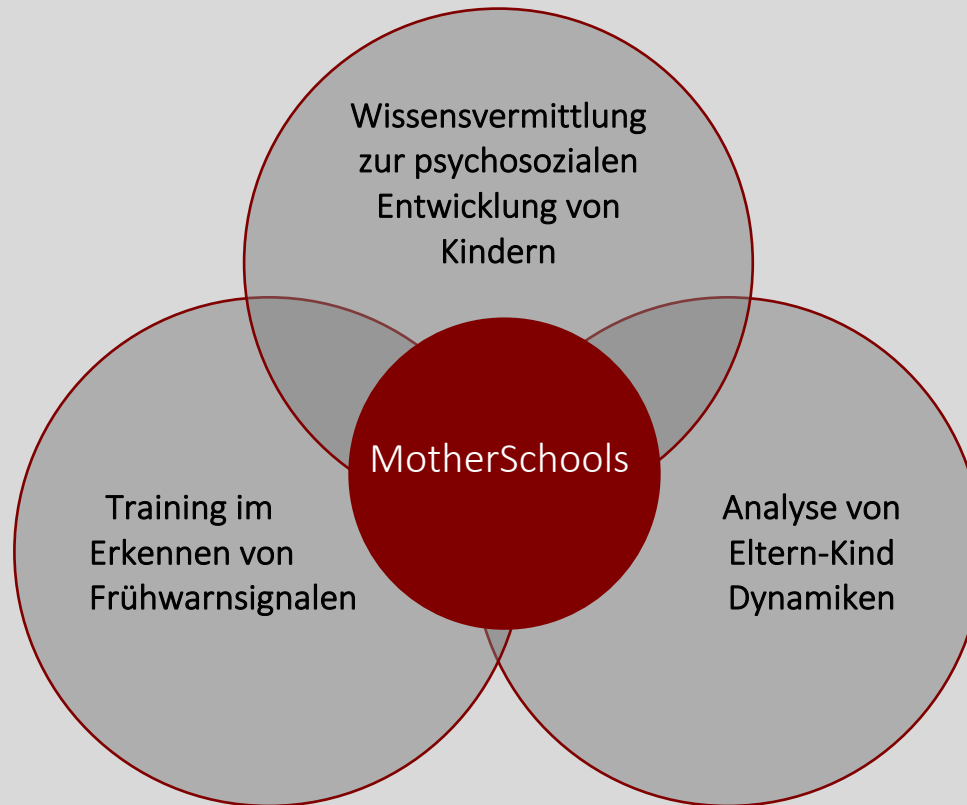 Wissensvermittlung
zur psychosozialen
Entwicklung von
Kindern
MotherSchools
Training im
Erkennen von
Frühwarnsignalen
Analyse von
Eltern-Kind
Dynamiken